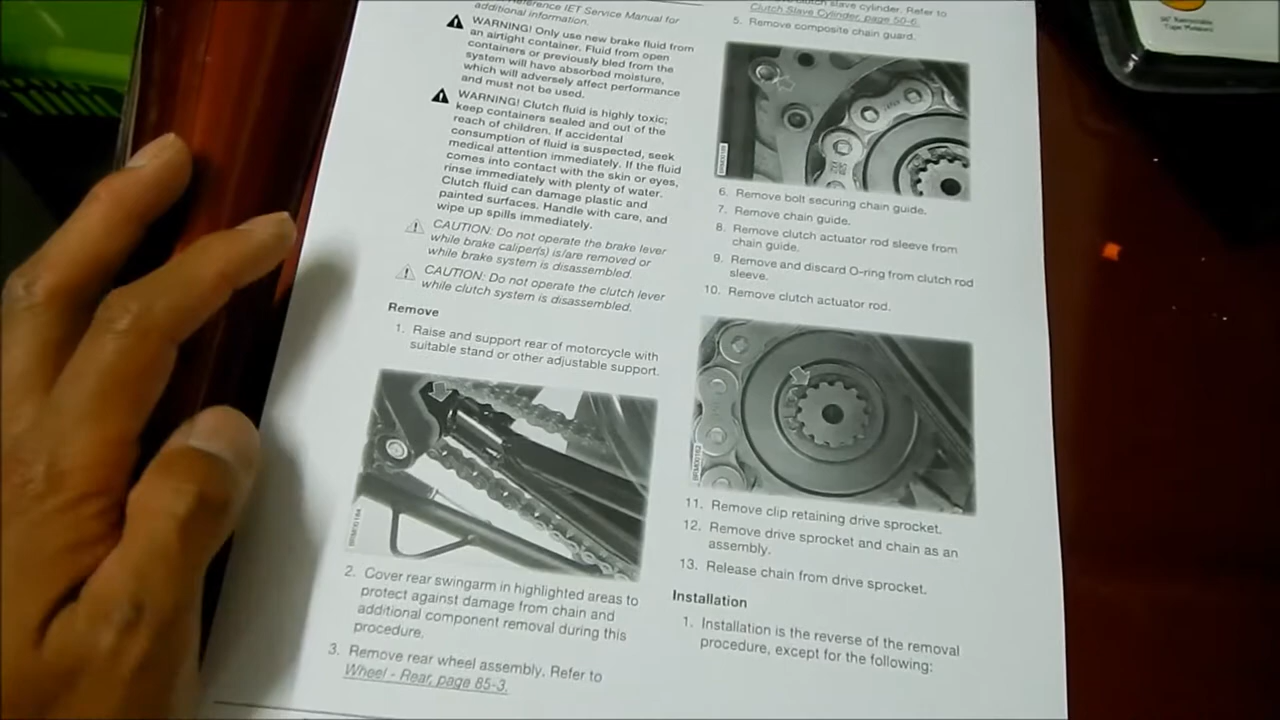 Reference IET Service Manual for
additional information.
WARNING! Only use new brake fluid from
an airtight container. Fluid from open
containers or previously bled from the
system will have absorbed moisture,
which will adversely affect performance
and must not be used.
WARNING! Clutch fluid is highly toxic;
keep containers sealed and out of the
reach of children. If accidental
consumption of fluid is suspected, seek
medical attention immediately. If the fluid
comes into contact with the skin or eyes,
rinse immediately with plenty of water.
Clutch fluid can damage plastic and
painted surfaces. Handle with care, and
wipe up spills immediately.
CAUTION: Do not operate the brake lever
while brake caliper(s) is/are removed or
while brake system is disassembled.
CAUTION: Do not operate the clutch lever
while clutch system is disassembled.
Remove
1. Raise and support rear of motorcycle with
suitable stand or other adjustable support.
2. Cover rear swingarm in highlighted areas to
protect against damage from chain and
additional component removal during this
procedure.
3. Remove rear wheel assembly. Refer to
Wheel - Rear, page 85-3.
clutch slave cylinder. Refer to
Clutch Slave Cylinder, page 50-6.
5. Remove composite chain guard.
6. Remove bolt securing chain guide.
7. Remove chain guide.
8. Remove clutch actuator rod sleeve from
chain guide.
9. Remove and discard O-ring from clutch rod
sleeve.
10. Remove clutch actuator rod.
11. Remove clip retaining drive sprocket.
12. Remove drive sprocket and chain as an
assembly.
13. Release chain from drive sprocket.
Installation
1. Installation is the reverse of the removal
procedure, except for the following: